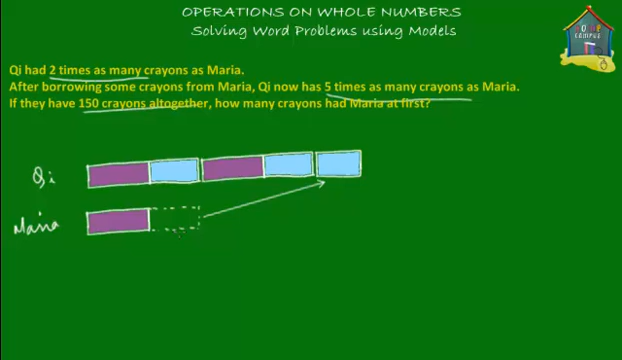 OPERATIONS ON WHOLE NUMBERS
Solving Word Problems using Models
HOME
CAMPUS
Qi had 2 times as many crayons as Maria.
After borrowing some crayons from Maria, Qi now has 5 times as many crayons as Maria.
If they have 150 crayons altogether, how many crayons had Maria at first?
Qi
Maria